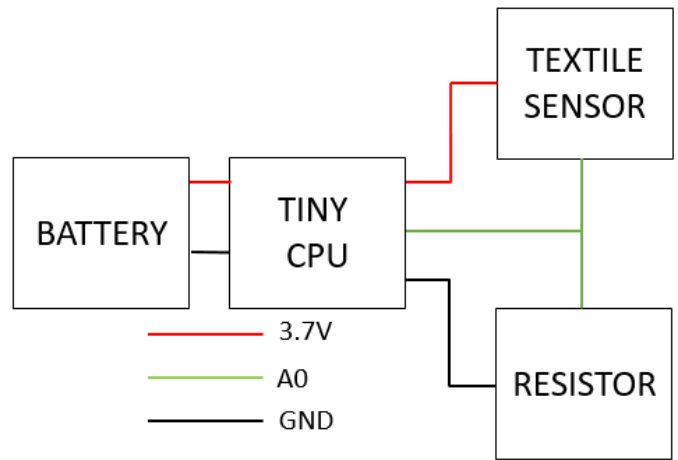 TEXTILE
SENSOR
BATTERY
TINY
CPU
3.7V
A0
GND
RESISTOR